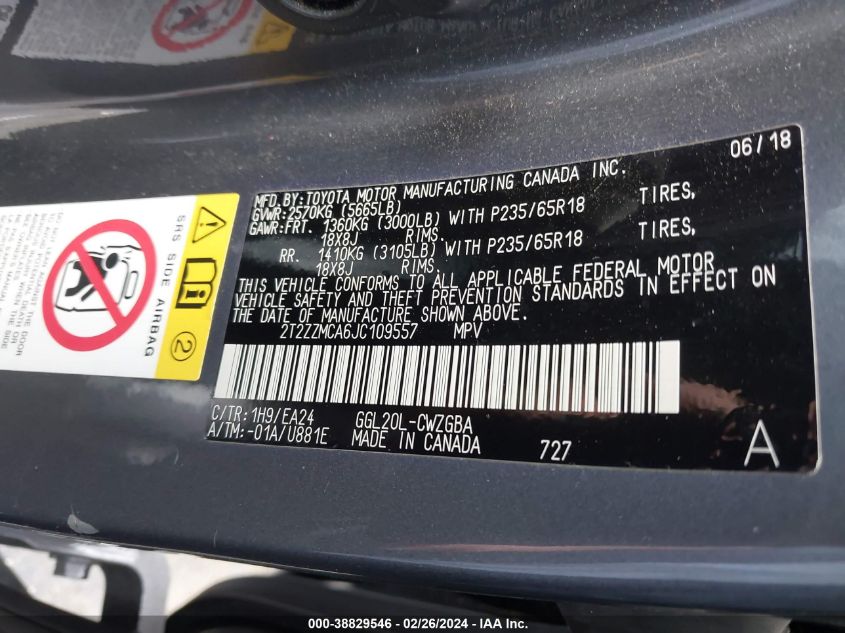 06/18
MFD.BY:TOYOTA MOTOR MANUFACTURING CANADA INC.
GVWR:2570KG (5665LB)
GAWR:FRT. 1360KG (3000LB) WITH P235/65R18 TIRES,
18X8J RIMS.
RR. 1410KG (3105LB) WITH P235/65R18 TIRES,
18X8J RIMS.
THIS VEHICLE CONFORMS TO ALL APPLICABLE FEDERAL MOTOR
VEHICLE SAFETY AND THEFT PREVENTION STANDARDS IN EFFECT ON
THE DATE OF MANUFACTURE SHOWN ABOVE.
2T2ZZMCA6JC109557 MPV
C/TR:1H9/EA24 GGL20L-CWZGBA
A/TM:-01A/U881E MADE IN CANADA 727 A
SRS SIDE AIRBAG
2
000-38829546 - 02/26/2024 - IAA Inc.